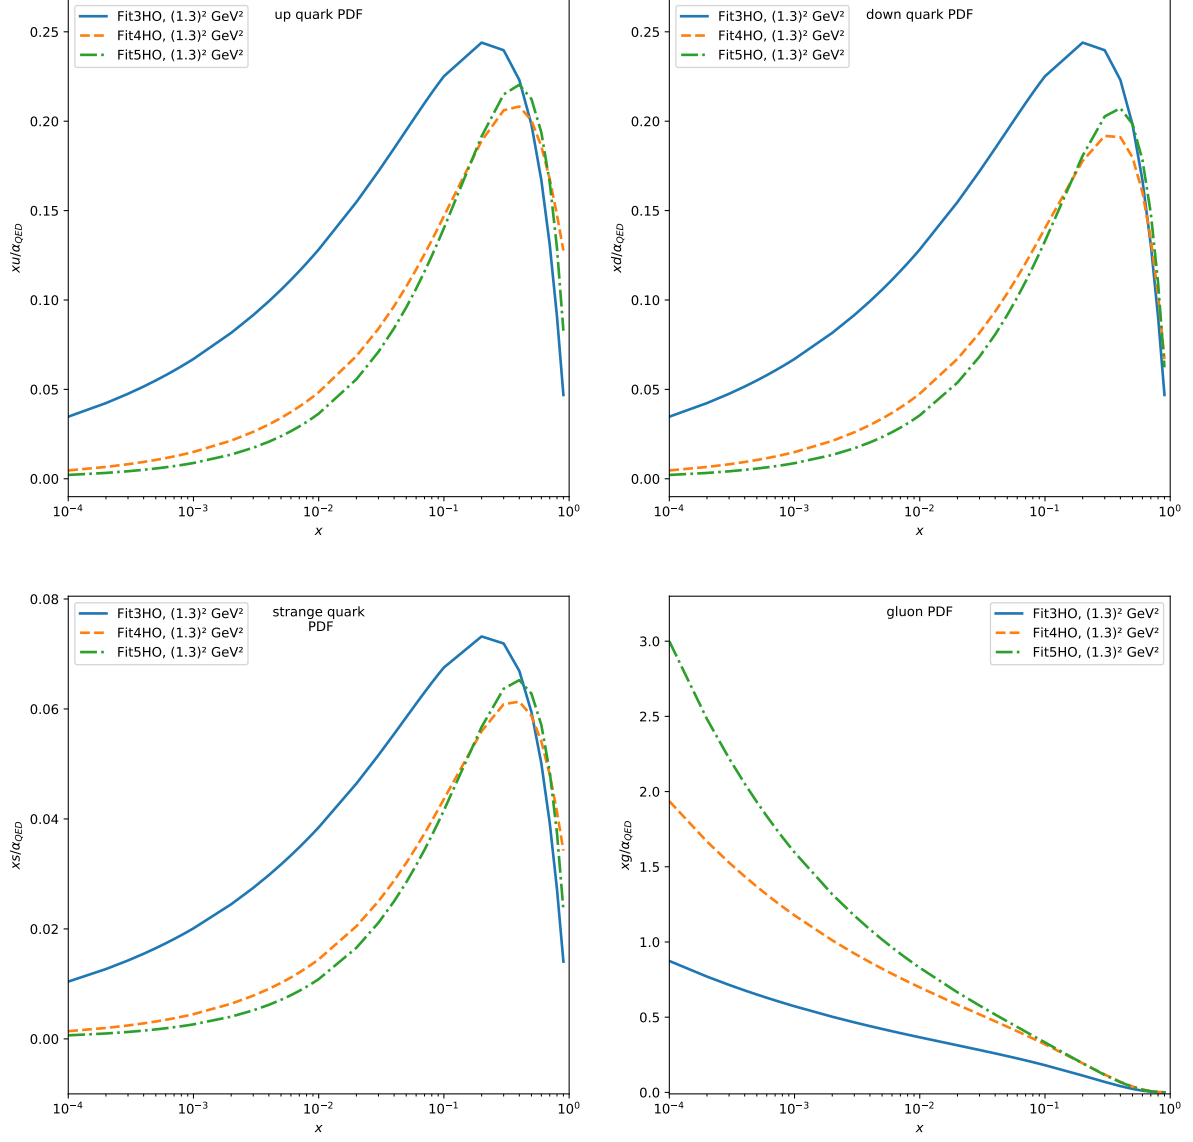 Fit3HO, (1.3)² GeV²
Fit4HO, (1.3)² GeV²
Fit5HO, (1.3)² GeV²
up quark PDF
0.25
0.20
0.15
0.10
0.05
0.00
xu/α_QED
10⁻⁴ 10⁻³ 10⁻² 10⁻¹ 10⁰
x
Fit3HO, (1.3)² GeV²
Fit4HO, (1.3)² GeV²
Fit5HO, (1.3)² GeV²
down quark PDF
0.25
0.20
0.15
0.10
0.05
0.00
xd/α_QED
10⁻⁴ 10⁻³ 10⁻² 10⁻¹ 10⁰
x
Fit3HO, (1.3)² GeV²
Fit4HO, (1.3)² GeV²
Fit5HO, (1.3)² GeV²
strange quark
PDF
0.08
0.06
0.04
0.02
0.00
xs/α_QED
10⁻⁴ 10⁻³ 10⁻² 10⁻¹ 10⁰
x
gluon PDF
Fit3HO, (1.3)² GeV²
Fit4HO, (1.3)² GeV²
Fit5HO, (1.3)² GeV²
3.0
2.5
2.0
1.5
1.0
0.5
0.0
xg/α_QED
10⁻⁴ 10⁻³ 10⁻² 10⁻¹ 10⁰
x